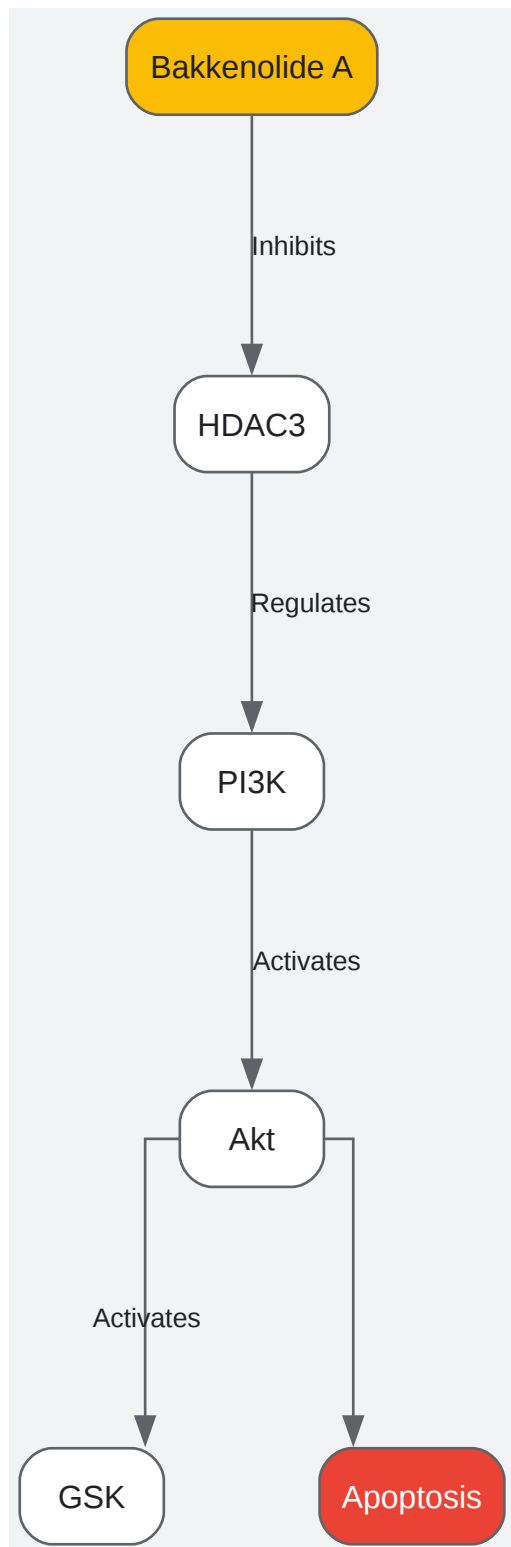 Bakkenolide A
Inhibits
HDAC3
Regulates
PI3K
Activates
Akt
Activates
GSK
Apoptosis